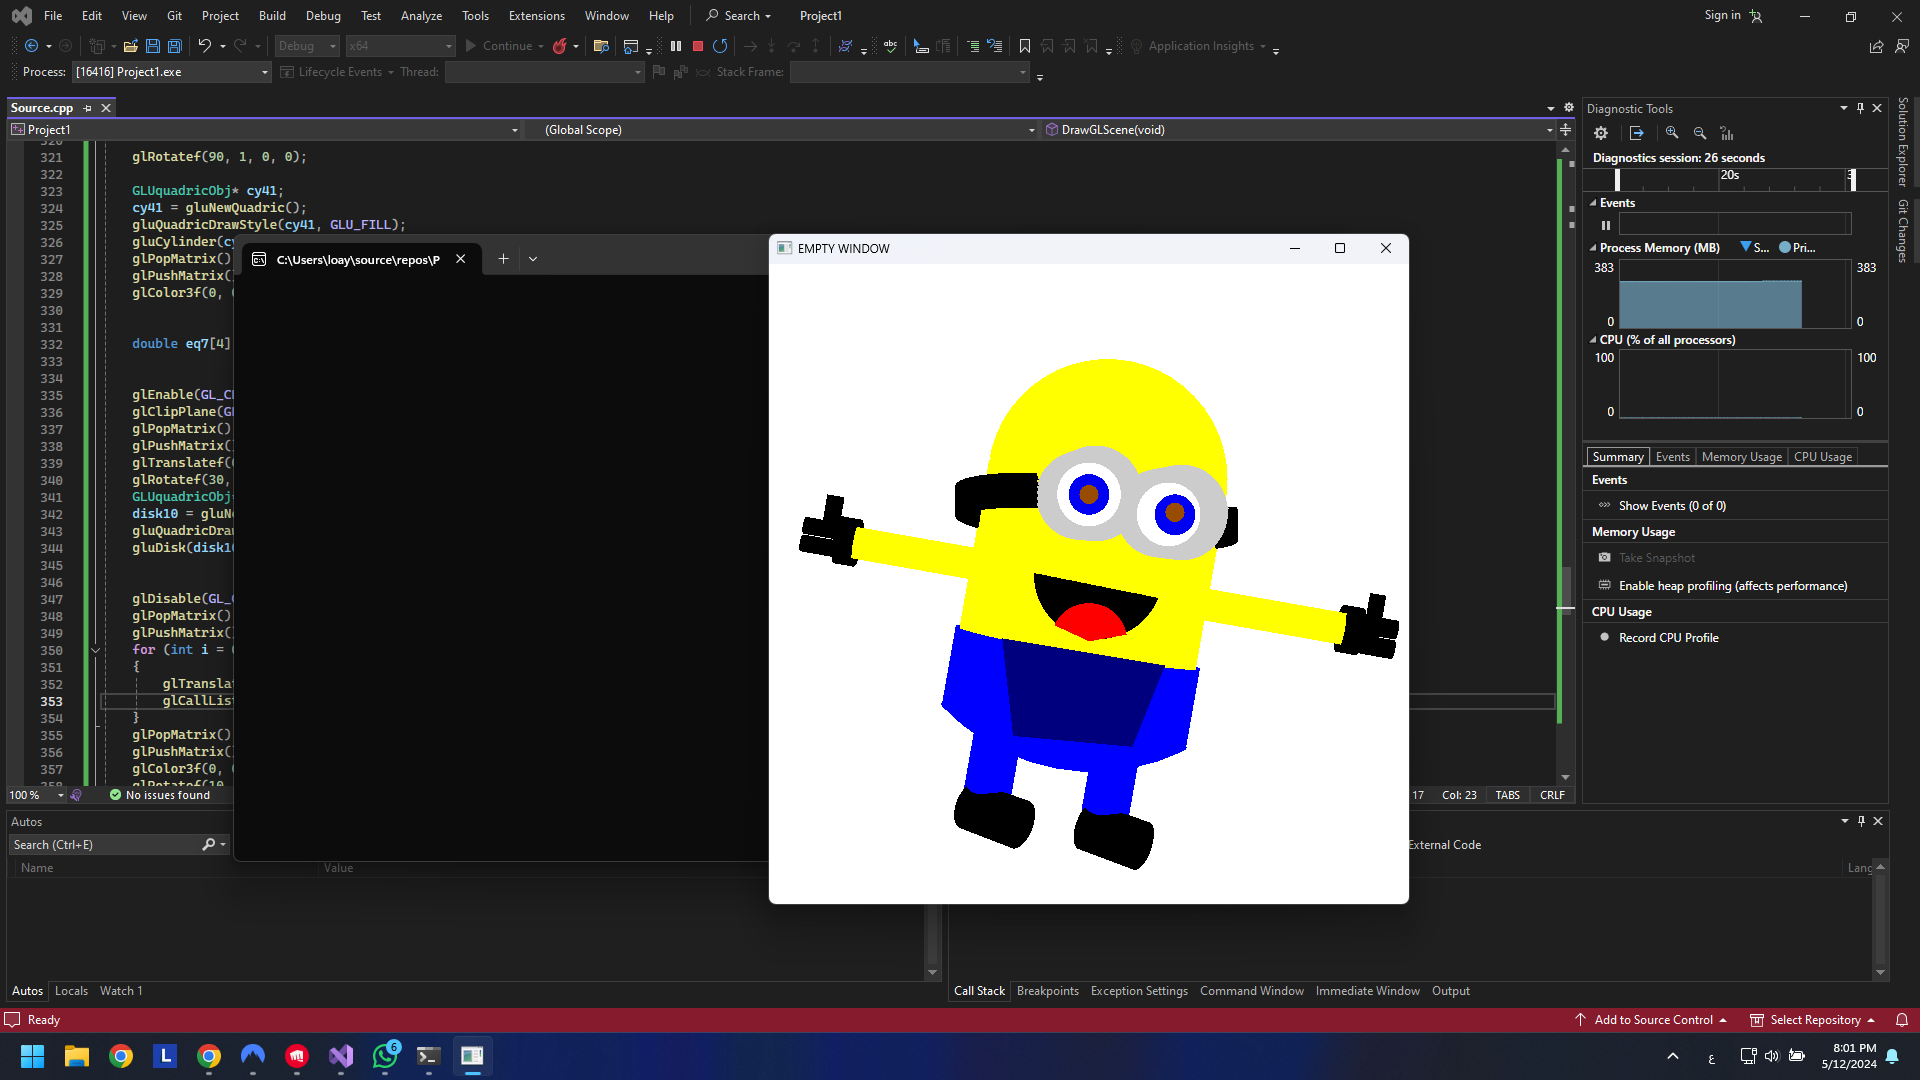 File Edit View Git Project Build Debug Test Analyze Tools Extensions Window Help Search Project1 Sign in
Debug x64 Continue Application Insights
Process: [16416] Project1.exe Lifecycle Events Thread: Stack Frame:
Source.cpp
Project1 (Global Scope) DrawGLScene(void)
321 glRotatef(90, 1, 0, 0);
322
323 GLUquadricObj* cy41;
324 cy41 = gluNewQuadric();
325 gluQuadricDrawStyle(cy41, GLU_FILL);
326 gluCylinder(cy
327 glPopMatrix()
328 glPushMatrix(
329 glColor3f(0,
330
331
332 double eq7[4]
333
334
335 glEnable(GL_C
336 glClipPlane(G
337 glPopMatrix()
338 glPushMatrix(
339 glTranslatef(
340 glRotatef(30,
341 GLUquadricObj
342 disk10 = gluN
343 gluQuadricDra
344 gluDisk(disk1
345
346
347 glDisable(GL_
348 glPopMatrix()
349 glPushMatrix(
350 for (int i =
351 {
352 glTransla
353 glCallLis
354 }
355 glPopMatrix()
356 glPushMatrix(
357 glColor3f(0,
358 glRotatef(10
100 % No issues found 17 Col: 23 TABS CRLF
C:\Users\loay\source\repos\P
EMPTY WINDOW
Diagnostic Tools
Diagnostics session: 26 seconds
20s
Events
Process Memory (MB) S... Pri...
383 383
0 0
CPU (% of all processors)
100 100
0 0
Summary Events Memory Usage CPU Usage
Events
Show Events (0 of 0)
Memory Usage
Take Snapshot
Enable heap profiling (affects performance)
CPU Usage
Record CPU Profile
Solution Explorer
Git Changes
Autos
Search (Ctrl+E)
Name Value
Autos Locals Watch 1
External Code
Lang
Call Stack Breakpoints Exception Settings Command Window Immediate Window Output
Ready Add to Source Control Select Repository
L 6 ع
8:01 PM
5/12/2024